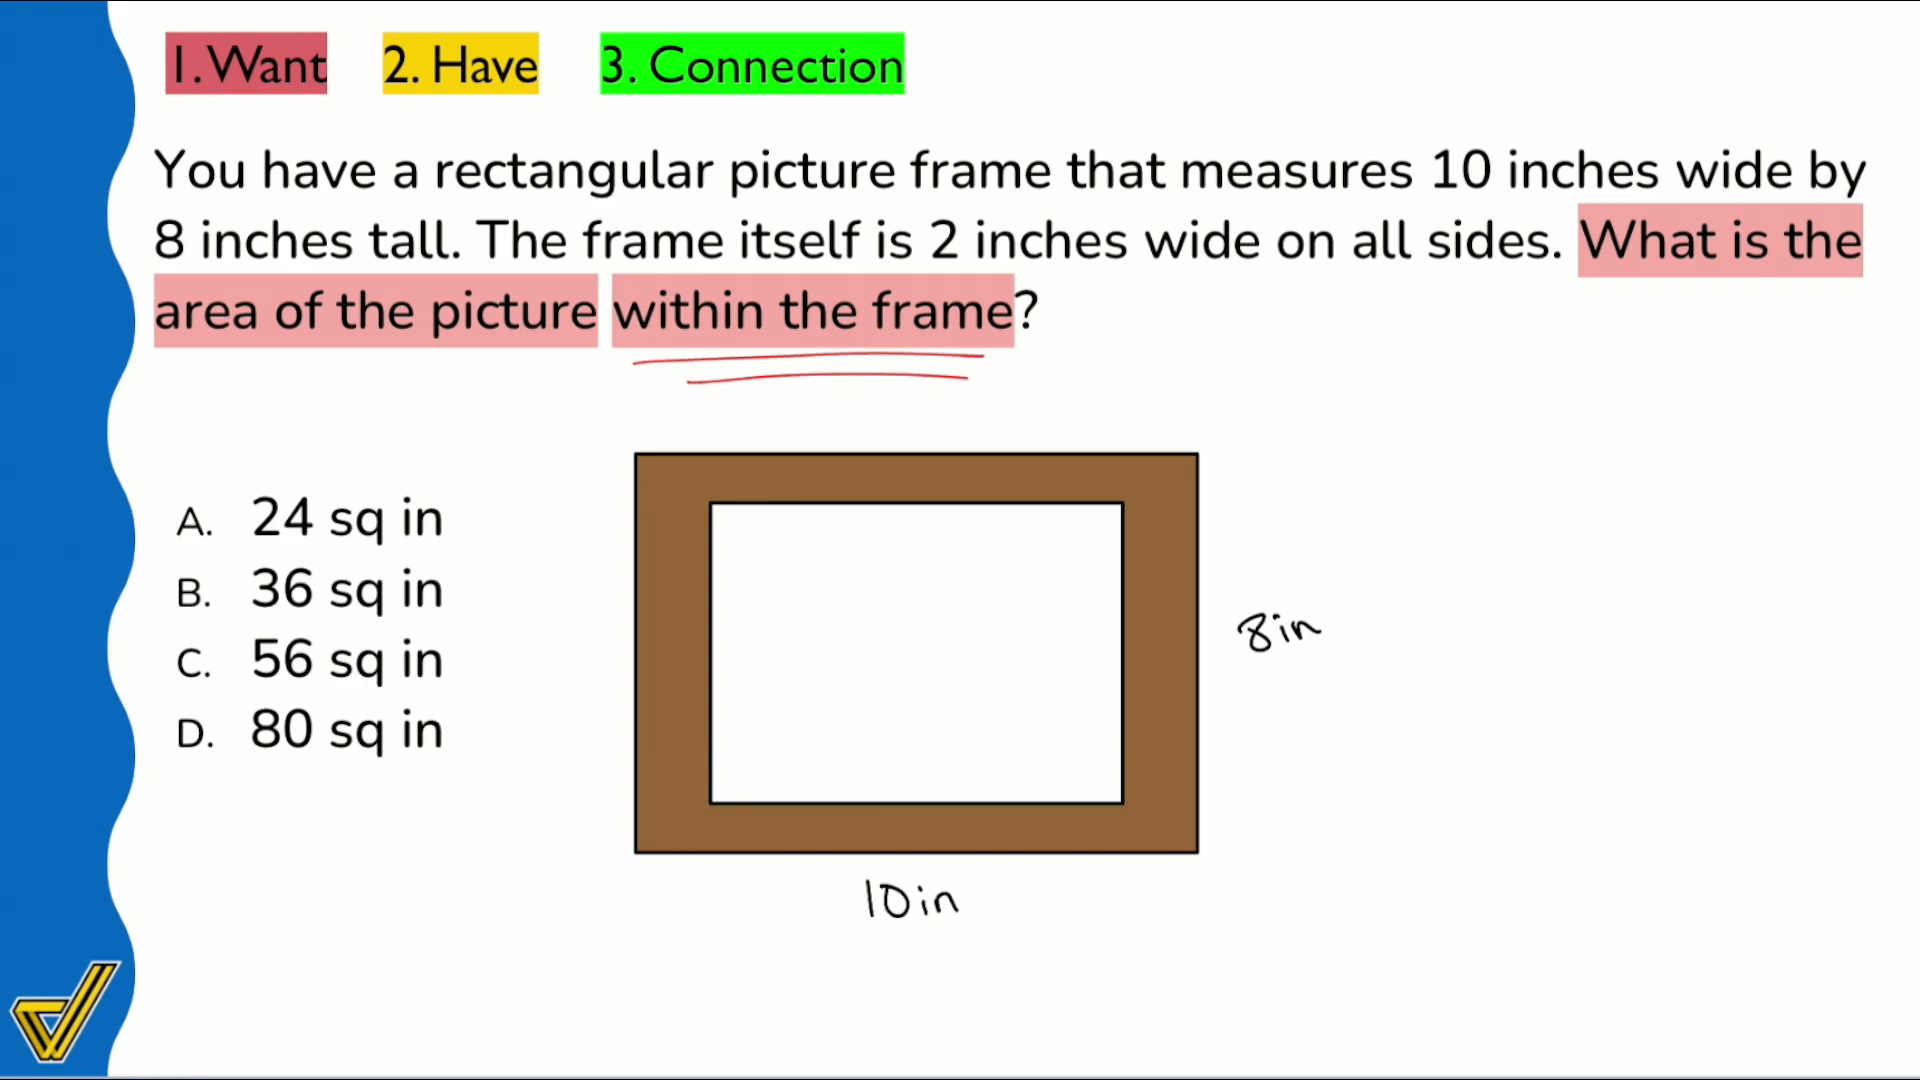 1. Want 2. Have 3. Connection
You have a rectangular picture frame that measures 10 inches wide by
8 inches tall. The frame itself is 2 inches wide on all sides. What is the
area of the picture within the frame?
A. 24 sq in
B. 36 sq in
C. 56 sq in
D. 80 sq in
8in
10in